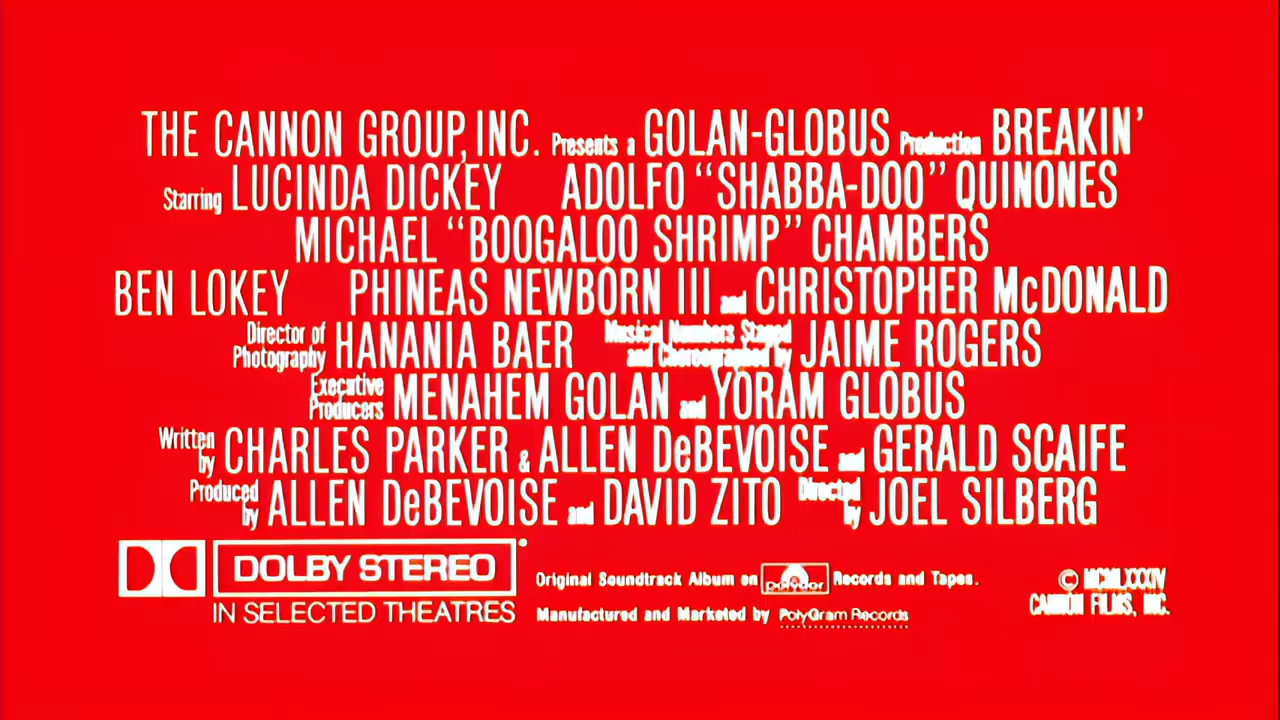 THE CANNON GROUP, INC. Presents a GOLAN-GLOBUS Production BREAKIN'
Starring LUCINDA DICKEY ADOLFO “SHABBA-DOO” QUINONES
MICHAEL “BOOGALOO SHRIMP” CHAMBERS
BEN LOKEY PHINEAS NEWBORN III and CHRISTOPHER McDONALD
Director of Photography HANANIA BAER Musical Numbers Staged and Choreographed by JAIME ROGERS
Executive Producers MENAHEM GOLAN and YORAM GLOBUS
Written by CHARLES PARKER & ALLEN DeBEVOISE and GERALD SCAIFE
Produced by ALLEN DeBEVOISE and DAVID ZITO Directed by JOEL SILBERG
DOLBY STEREO
IN SELECTED THEATRES
Original Soundtrack Album on polydor Records and Tapes.
Manufactured and Marketed by PolyGram Records
© MCMLXXXIV
CANNON FILMS, INC.